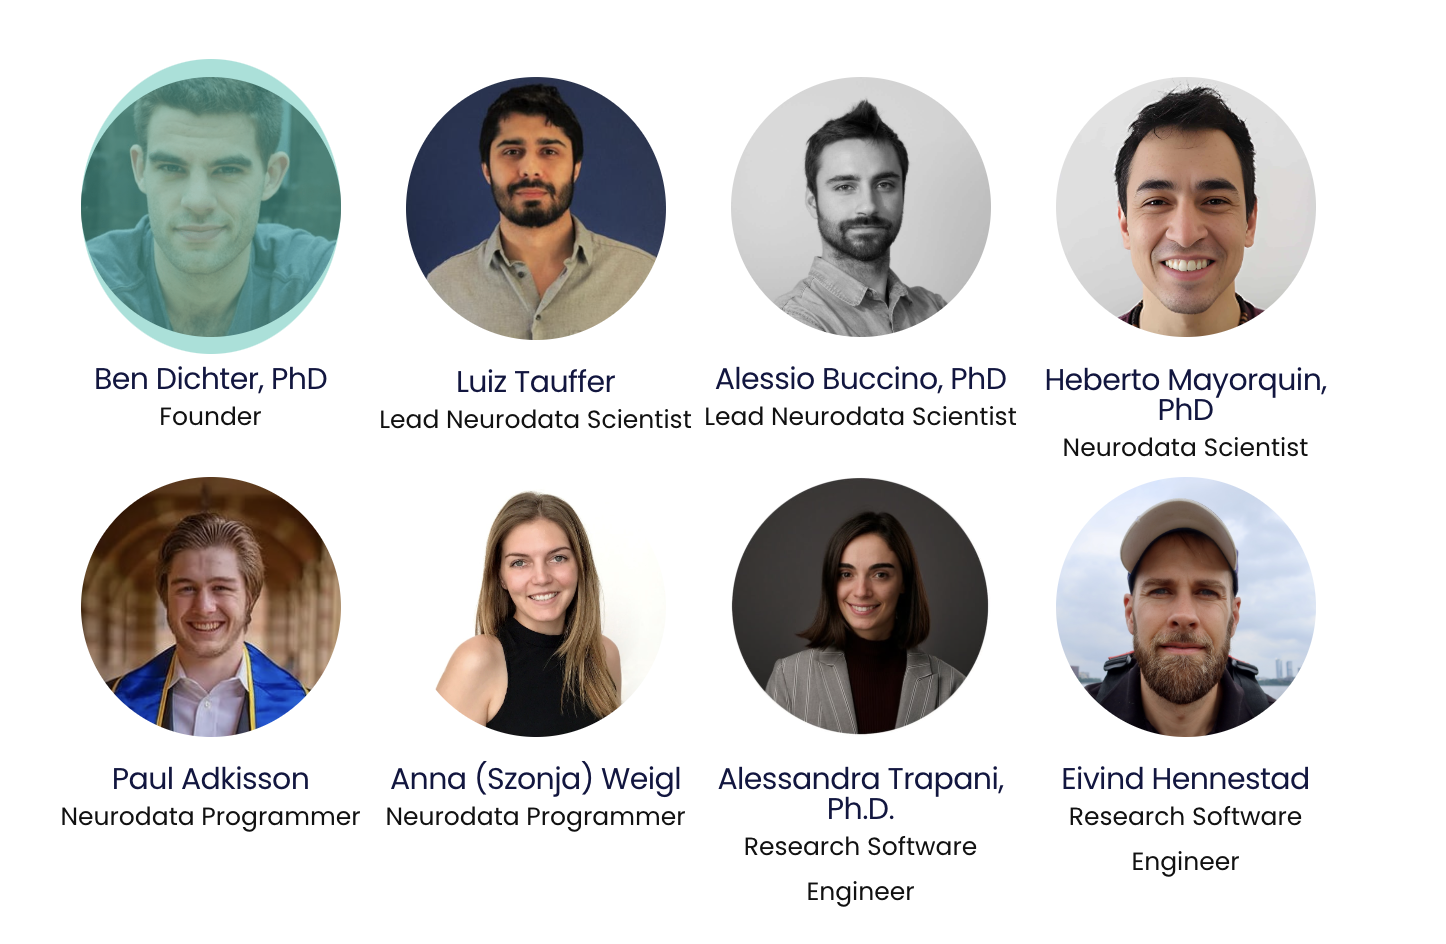 Ben Dichter, PhD
Founder
Luiz Tauffer
Lead Neurodata Scientist
Alessio Buccino, PhD
Lead Neurodata Scientist
Heberto Mayorquin,
PhD
Neurodata Scientist
Paul Adkisson
Neurodata Programmer
Anna (Szonja) Weigl
Neurodata Programmer
Alessandra Trapani,
Ph.D.
Research Software
Engineer
Eivind Hennestad
Research Software
Engineer